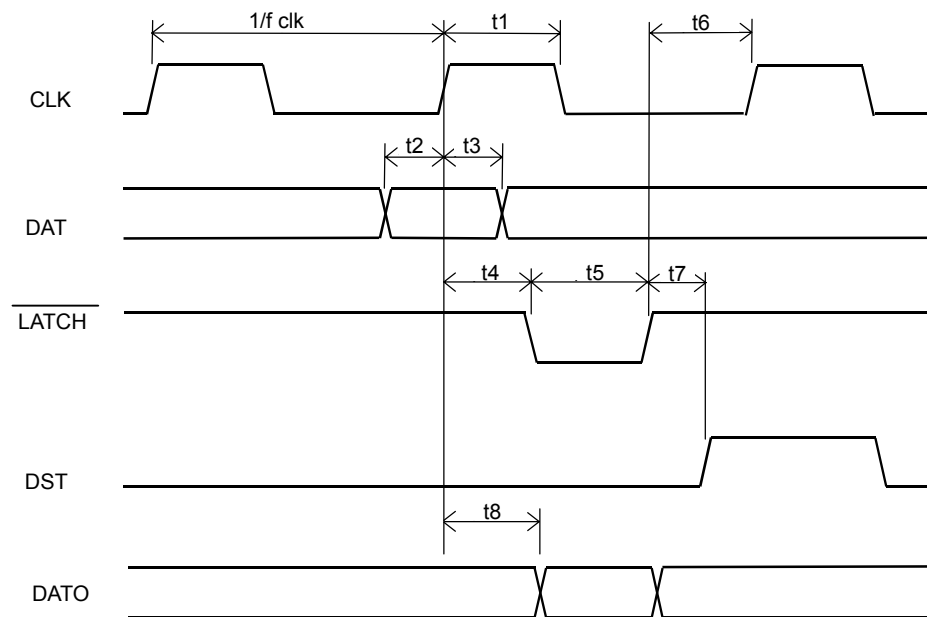 1/f clk
t1
t6
CLK
t2
t3
DAT
t4
t5
t7
LATCH
DST
t8
DATO